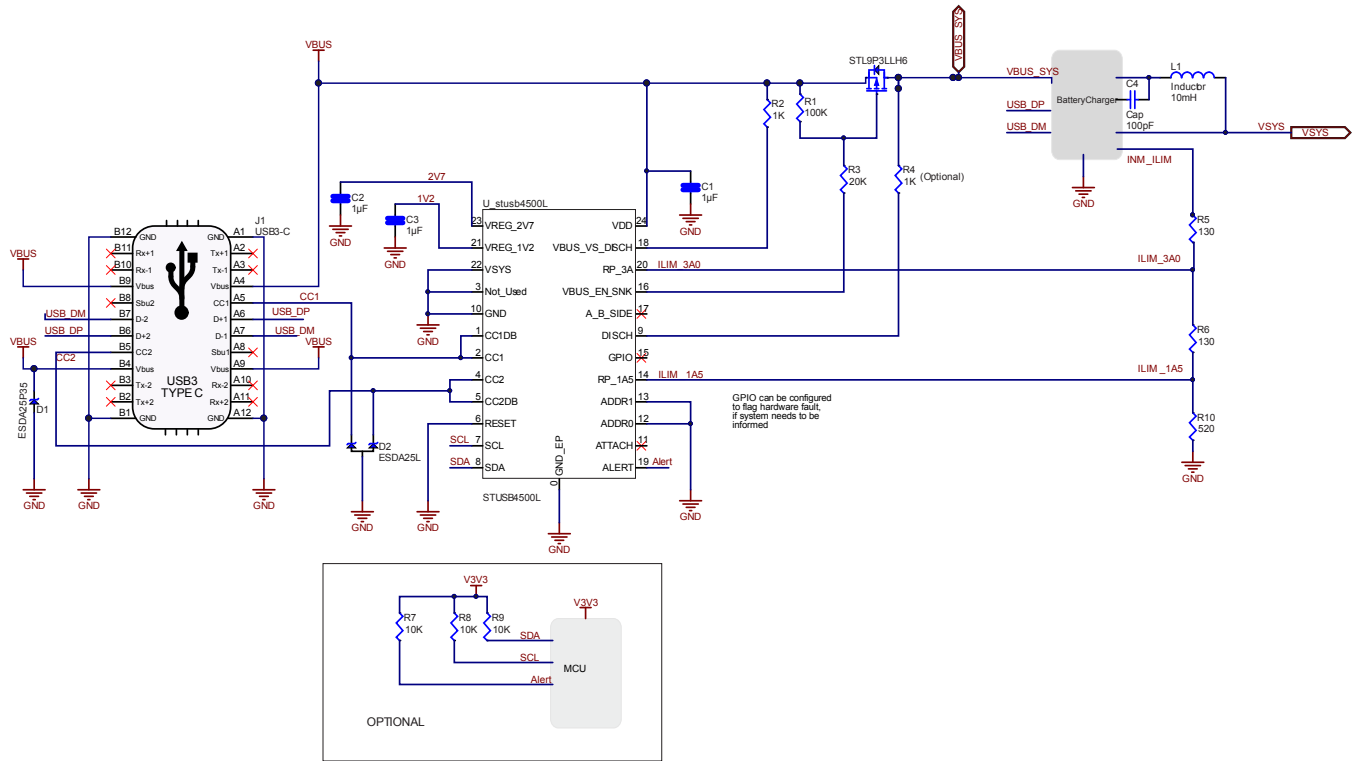 VBUS
VBUS_SYS
STL9P3LLH6
R2
1K
R1
100K
R3
20K
R4
1K
(Optional)
VBUS_SYS
USB_DP
USB_DM
BatteryCharger
C4
Cap
100pF
L1
Inductor
10mH
VSYS
VSYS
INM_ILIM
GND
R5
130
ILIM_3A0
R6
130
ILIM_1A5
R10
520
GND
2V7
C2
1µF
GND
1V2
C3
1µF
GND
C1
1µF
GND
U_stusb4500L
23 VREG_2V7
21 VREG_1V2
22 VSYS
3 Not_Used
10 GND
1 CC1DB
2 CC1
4 CC2
5 CC2DB
6 RESET
7 SCL
8 SDA
VDD 24
VBUS_VS_DISCH 18
RP_3A 20
VBUS_EN_SNK 16
A_B_SIDE 17
DISCH 9
GPIO 15
RP_1A5 14
ADDR1 13
ADDR0 12
ATTACH 11
ALERT 19
GND_EP
0
STUSB4500L
ILIM_3A0
ILIM_1A5
Alert
SCL
SDA
GND
GND
GND
GND
GPIO can be configured
to flag hardware fault,
if system needs to be
informed
J1
USB3-C
B12 GND
B11 Rx+1
B10 Rx-1
B9 Vbus
B8 Sbu2
B7 D-2
B6 D+2
B5 CC2
B4 Vbus
B3 Tx-2
B2 Tx+2
B1 GND
GND A1
Tx+1 A2
Tx-1 A3
Vbus A4
CC1 A5
D+1 A6
D-1 A7
Sbu1 A8
Vbus A9
Rx-2 A10
Rx+2 A11
GND A12
USB3
TYPE C
VBUS
USB_DM
USB_DP
VBUS
CC2
CC1
USB_DP
USB_DM
VBUS
D1
ESDA25P35
D2
ESDA25L
GND
GND
GND
GND
V3V3
R7
10K
R8
10K
R9
10K
V3V3
SDA
SCL
Alert
MCU
OPTIONAL